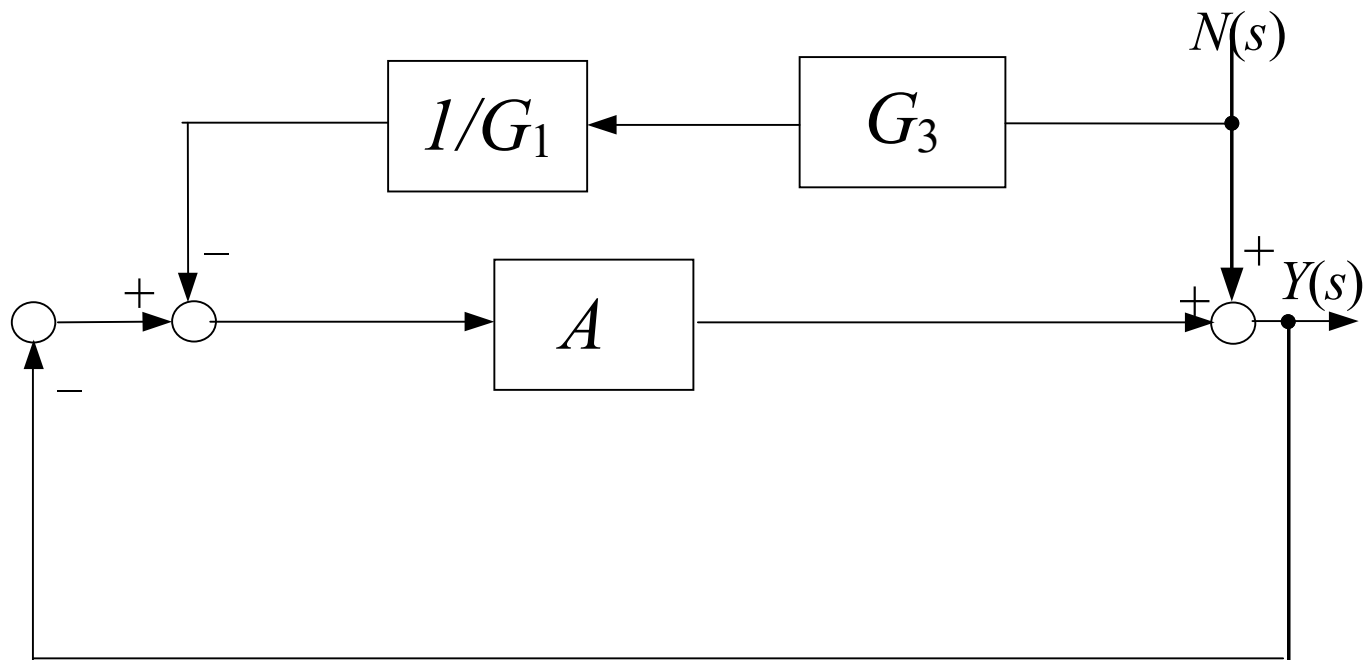 N(s)
1/G₁
G₃
−
+
+
Y(s)
+
A
−